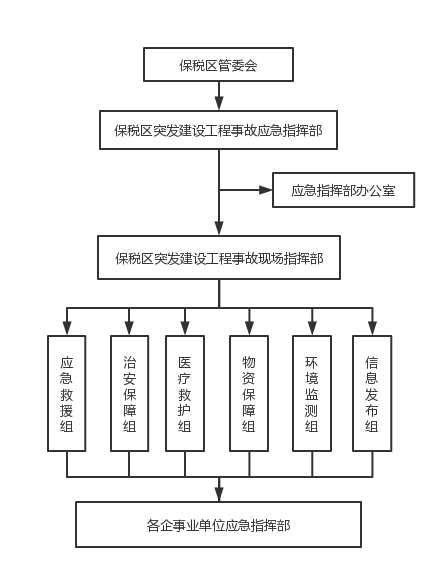 保税区管委会
保税区突发建设工程事故应急指挥部
应急指挥部办公室
保税区突发建设工程事故现场指挥部
应急救援组
治安保障组
医疗救护组
物资保障组
环境监测组
信息发布组
各企事业单位应急指挥部